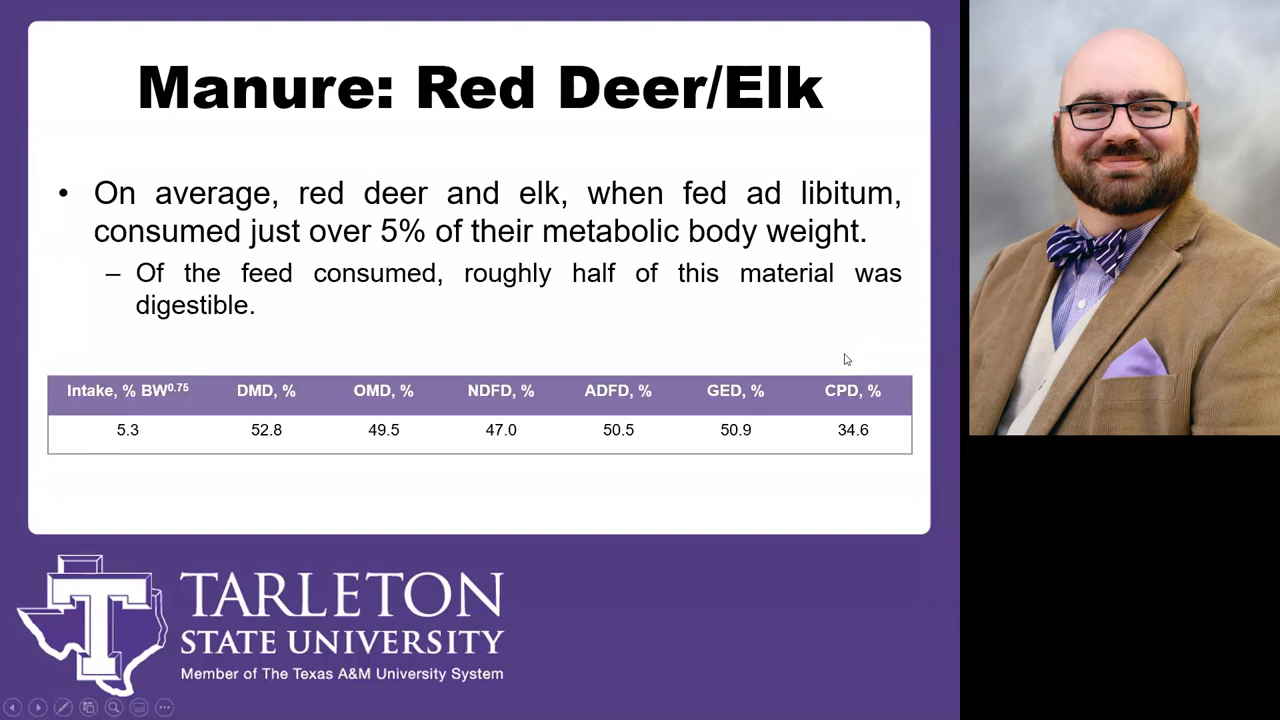 Manure: Red Deer/Elk
• On average, red deer and elk, when fed ad libitum,
consumed just over 5% of their metabolic body weight.
– Of the feed consumed, roughly half of this material was
digestible.
Intake, % BW^0.75 DMD, % OMD, % NDFD, % ADFD, % GED, % CPD, %
5.3 52.8 49.5 47.0 50.5 50.9 34.6
T
TARLETON
STATE UNIVERSITY
Member of The Texas A&M University System